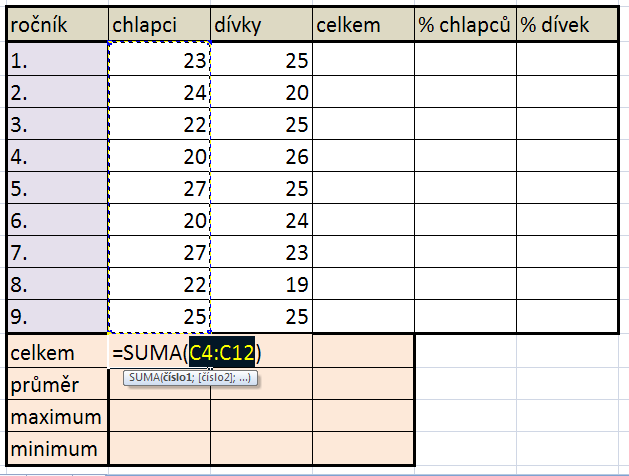 ročník chlapci dívky celkem % chlapců % dívek
1. 23 25
2. 24 20
3. 22 25
4. 20 26
5. 27 25
6. 20 24
7. 27 23
8. 22 19
9. 25 25
celkem =SUMA(C4:C12)
SUMA(číslo1; [číslo2]; ...)
průměr
maximum
minimum